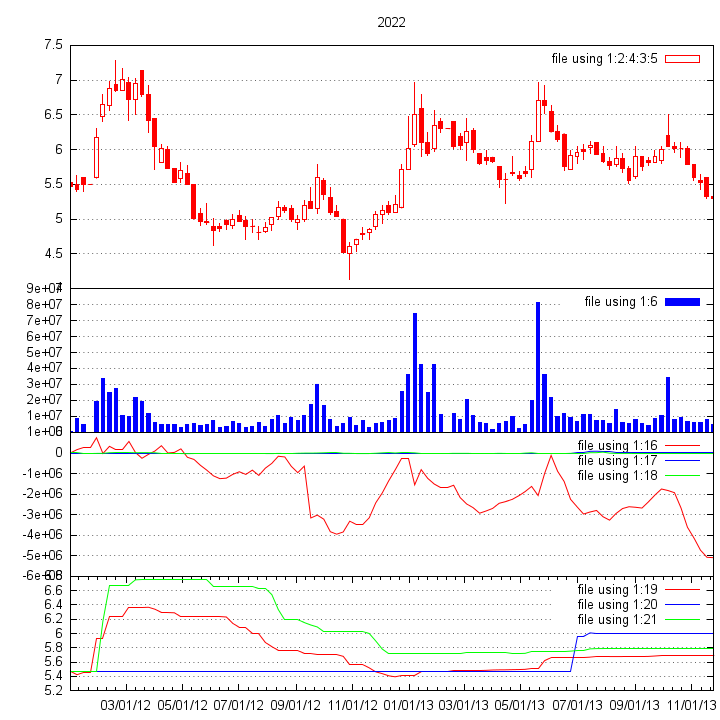 2022
7.5
file using 1:2:4:3:5
7
6.5
6
5.5
5
4.5
9e+07
file using 1:6
8e+07
7e+07
6e+07
5e+07
4e+07
3e+07
2e+07
1e+07
file using 1:16
0
file using 1:17
file using 1:18
-1e+06
-2e+06
-3e+06
-4e+06
-5e+06
-6e+06
file using 1:19
6.6
file using 1:20
6.4
file using 1:21
6.2
6
5.8
5.6
5.4
5.2
03/01/12 05/01/12 07/01/12 09/01/12 11/01/12 01/01/13 03/01/13 05/01/13 07/01/13 09/01/13 11/01/13